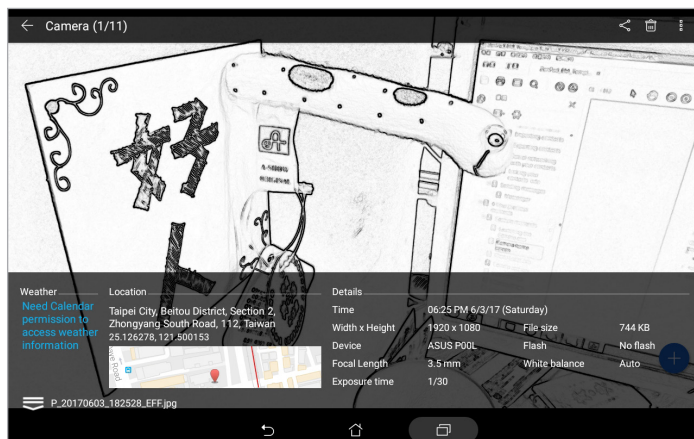 Camera (1/11)
A-SHOW
ORIGINAL
Weather
Need Calendar
permission to
access weather
information
Location
Taipei City, Beitou District, Section 2,
Zhongyang South Road, 112, Taiwan
25.126278, 121.500153
Details
Time 06:25 PM 6/3/17 (Saturday)
Width x Height 1920 x 1080 File size 744 KB
Device ASUS P00L Flash No flash
Focal Length 3.5 mm White balance Auto
Exposure time 1/30
P_20170603_182528_EFF.jpg